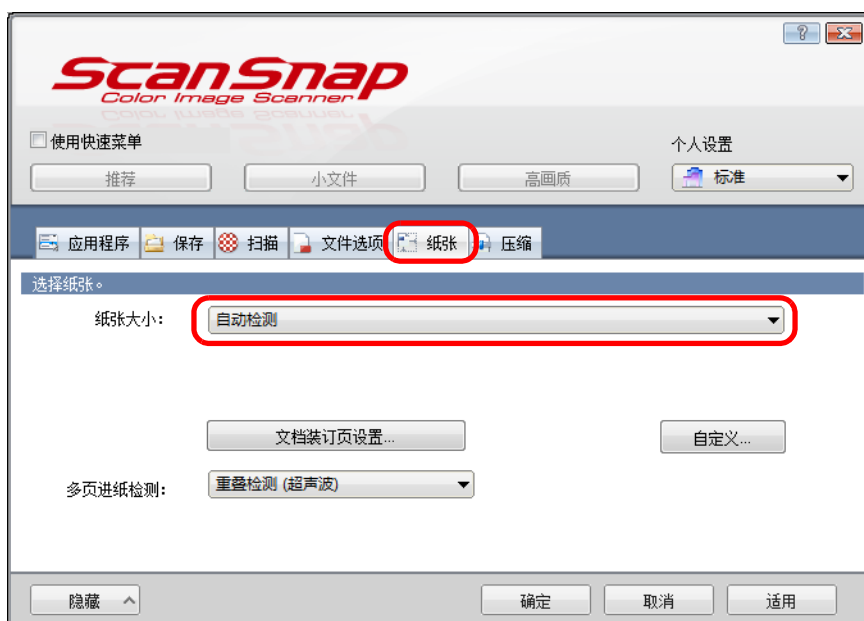 ScanSnap
Color Image Scanner
使用快速菜单
个人设置
推荐 小文件 高画质 标准
应用程序 保存 扫描 文件选项 纸张 压缩
选择纸张。
纸张大小: 自动检测
文档装订页设置... 自定义...
多页进纸检测: 重叠检测 (超声波)
隐藏 确定 取消 适用